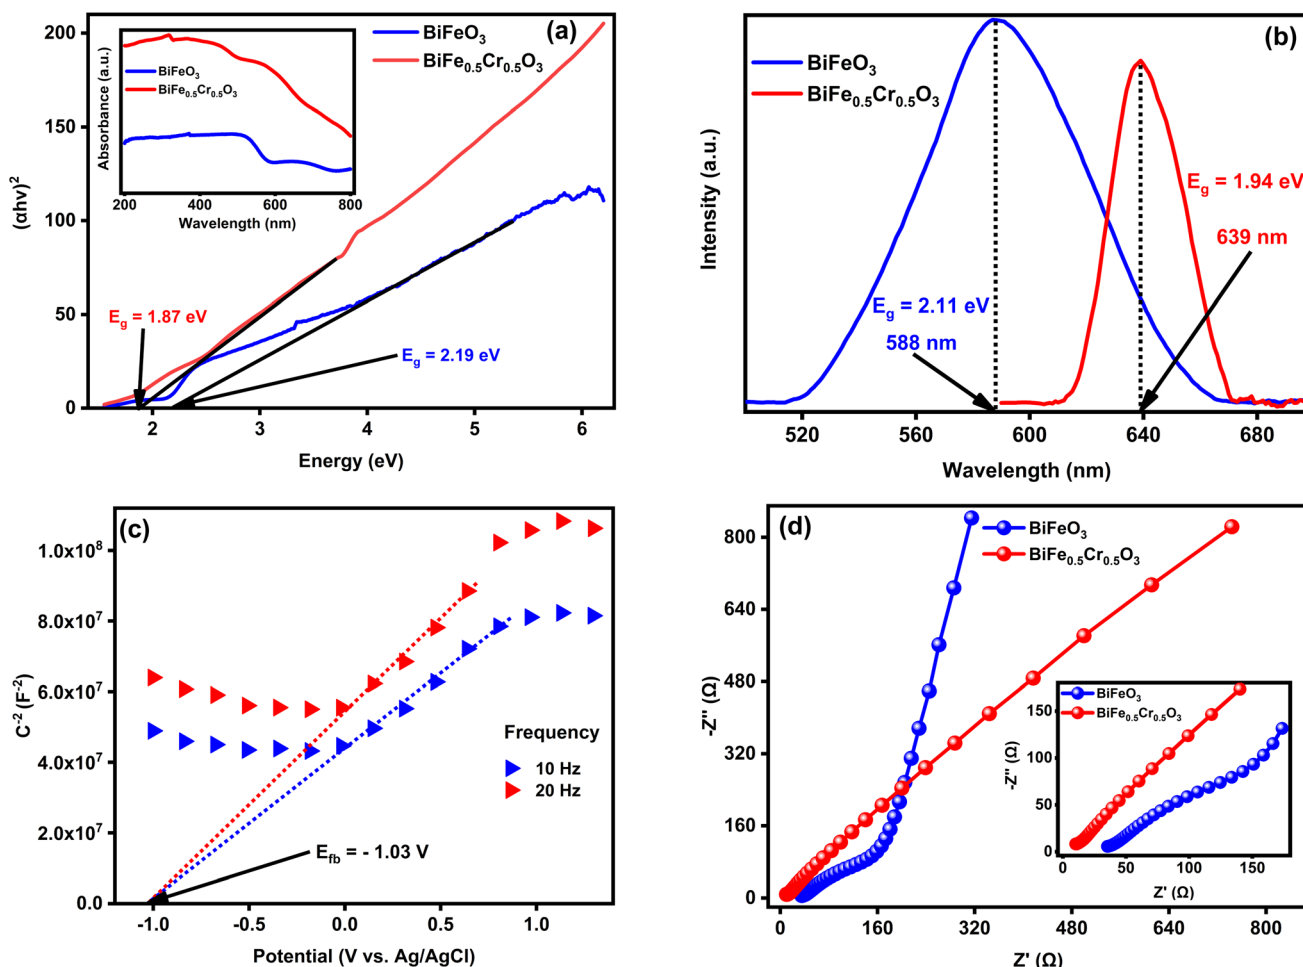 (a)
BiFeO₃
BiFe₀.₅Cr₀.₅O₃
Absorbance (a.u.)
BiFeO₃
BiFe₀.₅Cr₀.₅O₃
200 400 600 800
Wavelength (nm)
(αhν)²
200
150
100
50
0
E_g = 1.87 eV
E_g = 2.19 eV
2 3 4 5 6
Energy (eV)
(b)
BiFeO₃
BiFe₀.₅Cr₀.₅O₃
Intensity (a.u.)
E_g = 1.94 eV
639 nm
E_g = 2.11 eV
588 nm
520 560 600 640 680
Wavelength (nm)
(c)
C⁻² (F⁻²)
1.0x10⁸
8.0x10⁷
6.0x10⁷
4.0x10⁷
2.0x10⁷
0.0
Frequency
10 Hz
20 Hz
E_fb = - 1.03 V
-1.0 -0.5 0.0 0.5 1.0
Potential (V vs. Ag/AgCl)
(d)
BiFeO₃
BiFe₀.₅Cr₀.₅O₃
-Z'' (Ω)
800
640
480
320
160
0
BiFeO₃
BiFe₀.₅Cr₀.₅O₃
-Z'' (Ω)
150
100
50
0
0 50 100 150
Z' (Ω)
0 160 320 480 640 800
Z' (Ω)